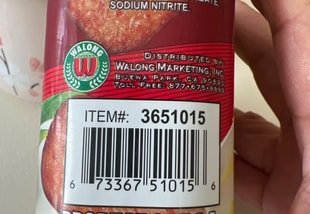 SODIUM NITRITE.
WALONG
DISTRIBUTED BY
WALONG MARKETING, INC.
BUENA PARK, CA 90621
TOLL FREE: 877-675-8899
ITEM#: 3651015
6 73367 51015 6